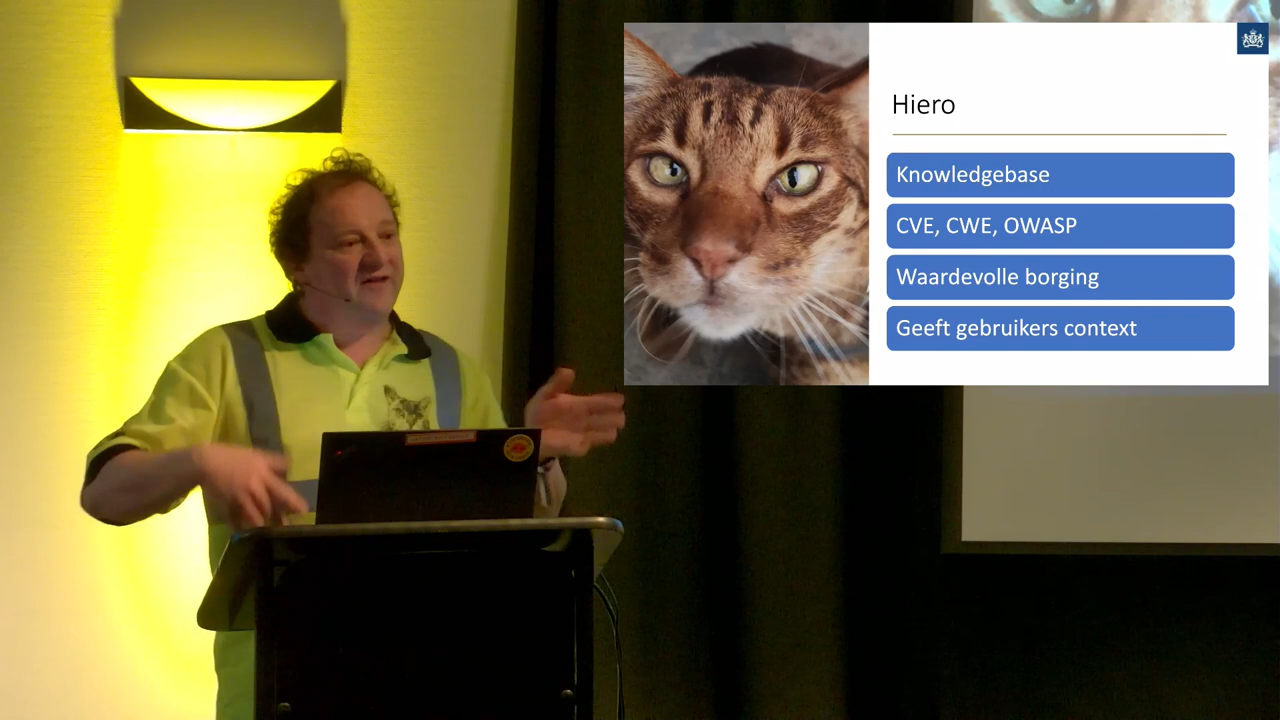 Hiero
Knowledgebase
CVE, CWE, OWASP
Waardevolle borging
Geeft gebruikers context